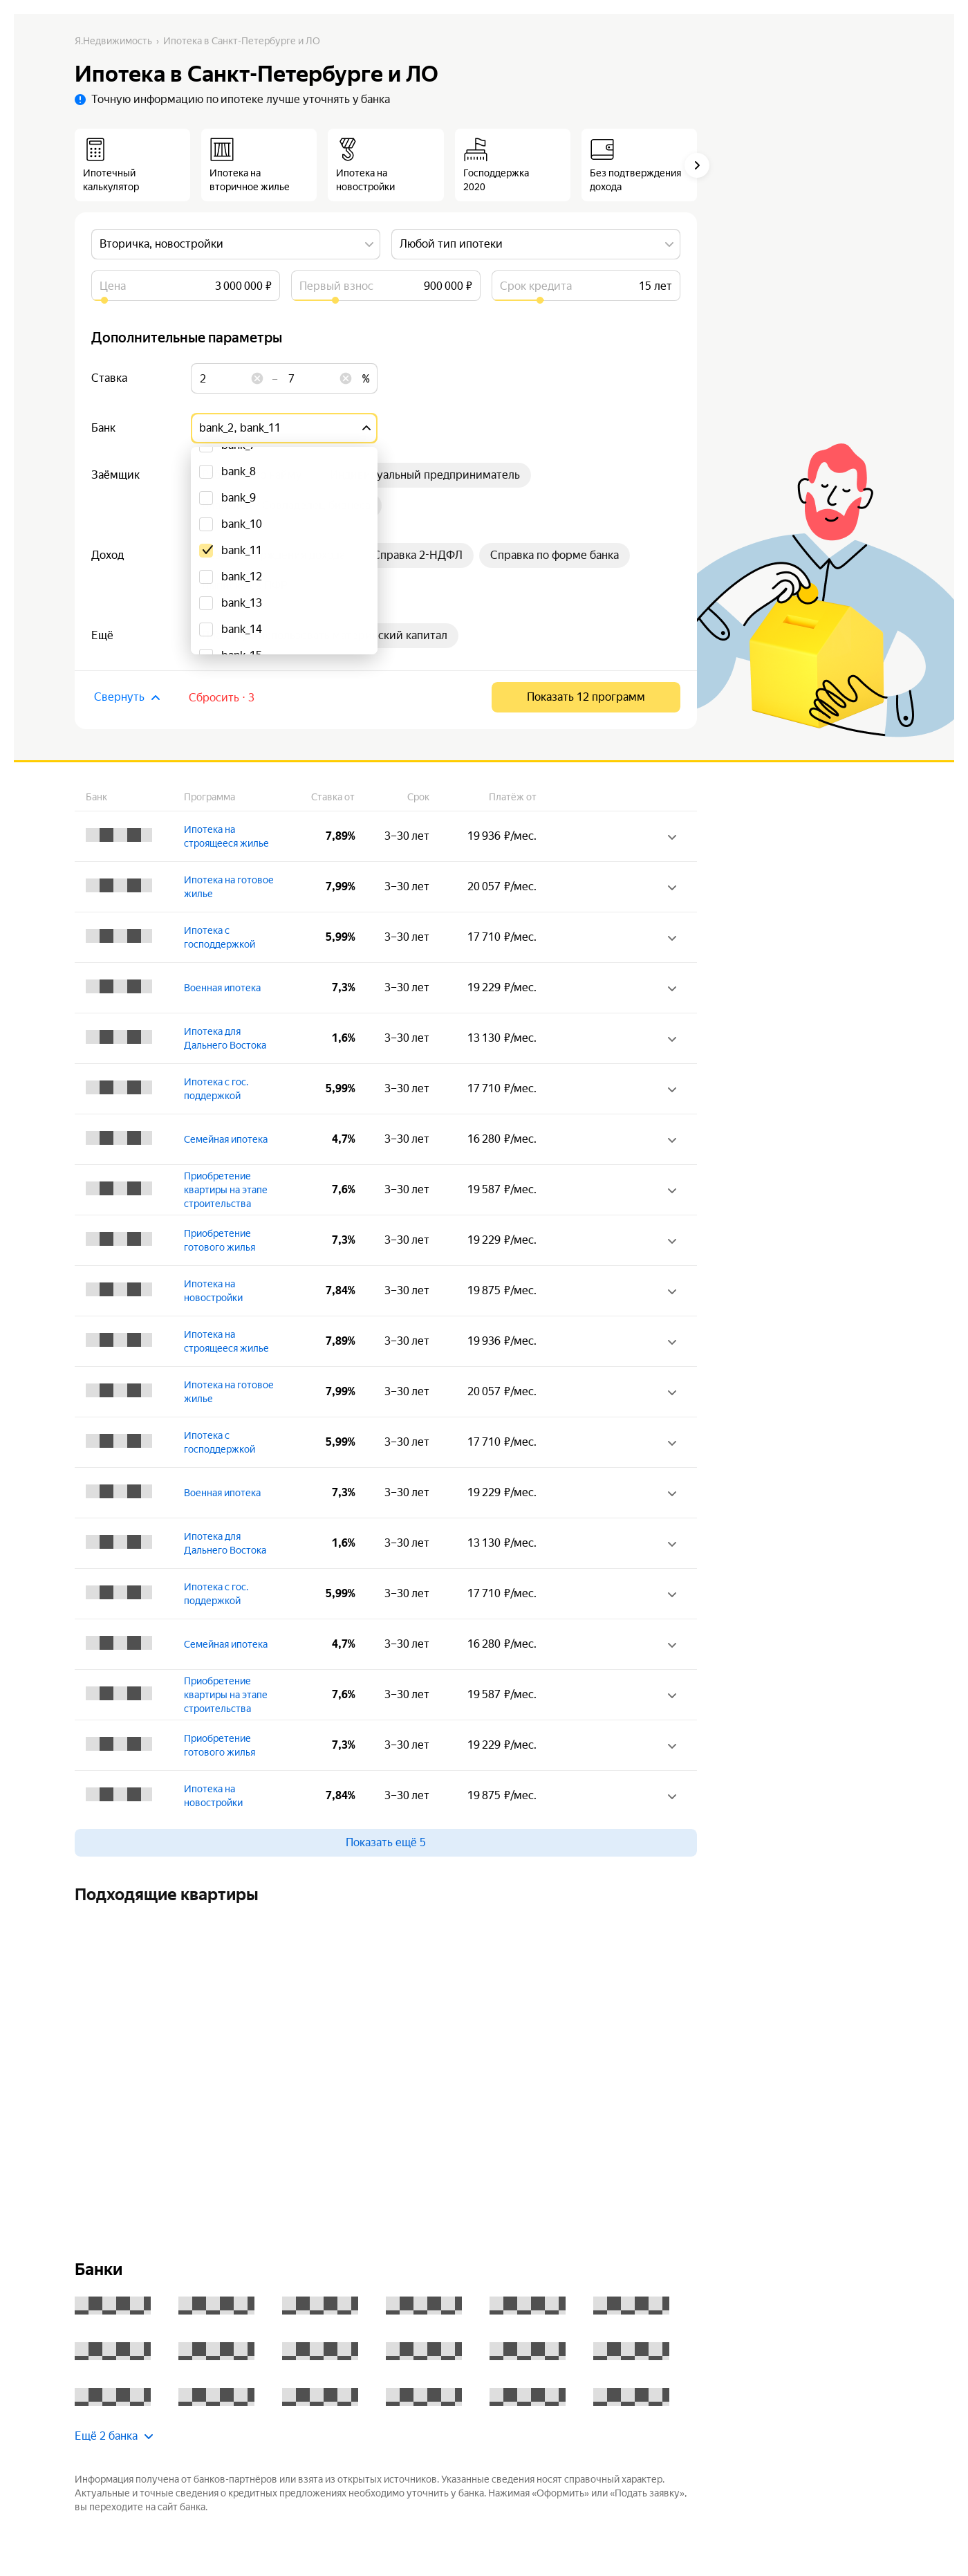 Я.Недвижимость › Ипотека в Санкт-Петербурге и ЛО
Ипотека в Санкт-Петербурге и ЛО
Точную информацию по ипотеке лучше уточнять у банка
Ипотечный
калькулятор
Ипотека на
вторичное жилье
Ипотека на
новостройки
Господдержка
2020
Без подтверждения
дохода
Вторичка, новостройки
Любой тип ипотеки
Цена 3 000 000 ₽
Первый взнос 900 000 ₽
Срок кредита 15 лет
Дополнительные параметры
Ставка 2 – 7 %
Банк bank_2, bank_11
bank_7
bank_8
Заёмщик
предприниматель
bank_9
bank_10
bank_11
Доход
Справка 2-НДФЛ
Справка по форме банка
bank_12
bank_13
bank_14
Ещё
капитал
bank_15
Свернуть
Сбросить · 3
Показать 12 программ
Банк Программа Ставка от Срок Платёж от
Ипотека на
строящееся жилье
7,89% 3–30 лет 19 936 ₽/мес.
Ипотека на готовое
жилье
7,99% 3–30 лет 20 057 ₽/мес.
Ипотека с
господдержкой
5,99% 3–30 лет 17 710 ₽/мес.
Военная ипотека 7,3% 3–30 лет 19 229 ₽/мес.
Ипотека для
Дальнего Востока
1,6% 3–30 лет 13 130 ₽/мес.
Ипотека с гос.
поддержкой
5,99% 3–30 лет 17 710 ₽/мес.
Семейная ипотека 4,7% 3–30 лет 16 280 ₽/мес.
Приобретение
квартиры на этапе
строительства
7,6% 3–30 лет 19 587 ₽/мес.
Приобретение
готового жилья
7,3% 3–30 лет 19 229 ₽/мес.
Ипотека на
новостройки
7,84% 3–30 лет 19 875 ₽/мес.
Ипотека на
строящееся жилье
7,89% 3–30 лет 19 936 ₽/мес.
Ипотека на готовое
жилье
7,99% 3–30 лет 20 057 ₽/мес.
Ипотека с
господдержкой
5,99% 3–30 лет 17 710 ₽/мес.
Военная ипотека 7,3% 3–30 лет 19 229 ₽/мес.
Ипотека для
Дальнего Востока
1,6% 3–30 лет 13 130 ₽/мес.
Ипотека с гос.
поддержкой
5,99% 3–30 лет 17 710 ₽/мес.
Семейная ипотека 4,7% 3–30 лет 16 280 ₽/мес.
Приобретение
квартиры на этапе
строительства
7,6% 3–30 лет 19 587 ₽/мес.
Приобретение
готового жилья
7,3% 3–30 лет 19 229 ₽/мес.
Ипотека на
новостройки
7,84% 3–30 лет 19 875 ₽/мес.
Показать ещё 5
Подходящие квартиры
Банки
Ещё 2 банка
Информация получена от банков-партнёров или взята из открытых источников. Указанные сведения носят справочный характер.
Актуальные и точные сведения о кредитных предложениях необходимо уточнить у банка. Нажимая «Оформить» или «Подать заявку»,
вы переходите на сайт банка.